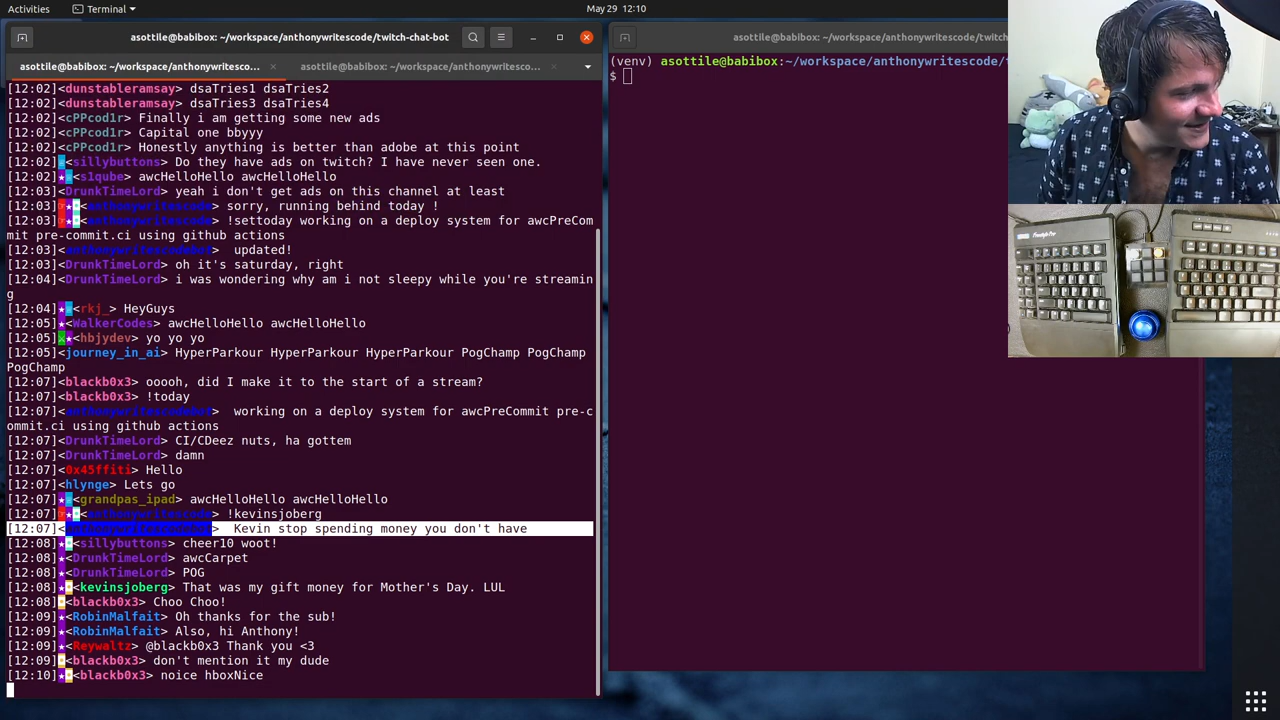 Activities
Terminal
May 29 12:10
asottile@babibox: ~/workspace/anthonywritescode/twitch-chat-bot
asottile@babibox: ~/workspace/anthonywritesco...
asottile@babibox: ~/workspace/anthonywritesco...
[12:02]<dunstableramsay> dsaTries1 dsaTries2
[12:02]<dunstableramsay> dsaTries3 dsaTries4
[12:02]<cPPcod1r> Finally i am getting some new ads
[12:02]<cPPcod1r> Capital one bbyyy
[12:02]<cPPcod1r> Honestly anything is better than adobe at this point
[12:02]<sillybuttons> Do they have ads on twitch? I have never seen one.
[12:02]<s1qube> awcHelloHello awcHelloHello
[12:03]<DrunkTimeLord> yeah i don't get ads on this channel at least
[12:03]<anthonywritescode> sorry, running behind today !
[12:03]<anthonywritescode> !settoday working on a deploy system for awcPreCom
mit pre-commit.ci using github actions
[12:03]<anthonywritescodebot>  updated!
[12:03]<DrunkTimeLord> oh it's saturday, right
[12:04]<DrunkTimeLord> i was wondering why am i not sleepy while you're streamin
g
[12:04]<rkj_> HeyGuys
[12:05]<WalkerCodes> awcHelloHello awcHelloHello
[12:05]<hbjydev> yo yo yo
[12:05]<journey_in_ai> HyperParkour HyperParkour HyperParkour PogChamp PogChamp
PogChamp
[12:07]<blackb0x3> ooooh, did I make it to the start of a stream?
[12:07]<blackb0x3> !today
[12:07]<anthonywritescodebot>  working on a deploy system for awcPreCommit pre-c
ommit.ci using github actions
[12:07]<DrunkTimeLord> CI/CDeez nuts, ha gottem
[12:07]<DrunkTimeLord> damn
[12:07]<0x45ffiti> Hello
[12:07]<hlynge> Lets go
[12:07]<grandpas_ipad> awcHelloHello awcHelloHello
[12:07]<anthonywritescode> !kevinsjoberg
[12:07]<anthonywritescodebot>  Kevin stop spending money you don't have
[12:08]<sillybuttons> cheer10 woot!
[12:08]<DrunkTimeLord> awcCarpet
[12:08]<DrunkTimeLord> POG
[12:08]<kevinsjoberg> That was my gift money for Mother's Day. LUL
[12:08]<blackb0x3> Choo Choo!
[12:09]<RobinMalfait> Oh thanks for the sub!
[12:09]<RobinMalfait> Also, hi Anthony!
[12:09]<Reywaltz> @blackb0x3 Thank you <3
[12:09]<blackb0x3> don't mention it my dude
[12:10]<blackb0x3> noice hboxNice
asottile@babibox: ~/workspace/anthonywritescode/twitch
(venv) asottile@babibox:~/workspace/anthonywritescode/t
$